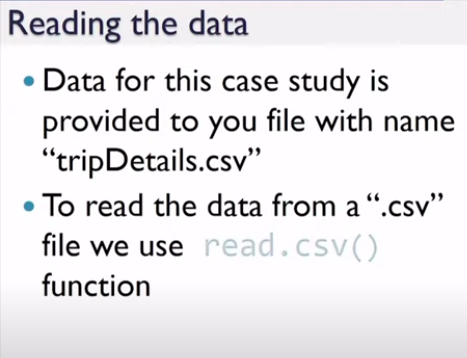 Reading the data
• Data for this case study is
provided to you file with name
“tripDetails.csv”
• To read the data from a “.csv”
file we use read.csv()
function